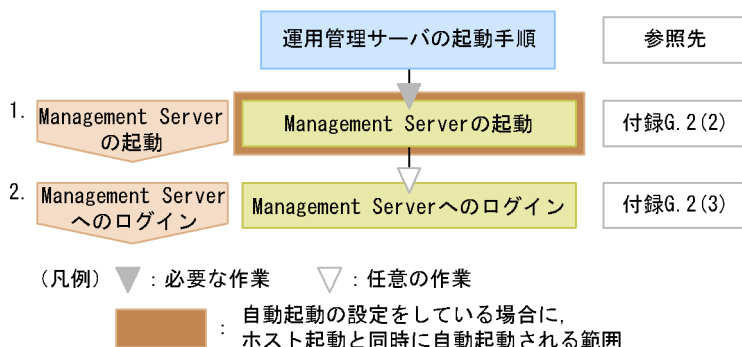 運用管理サーバの起動手順
参照先
1.
Management Server
の起動
Management Serverの起動
付録G.2(2)
2.
Management Server
へのログイン
Management Serverへのログイン
付録G.2(3)
(凡例)
:必要な作業
:任意の作業
:
自動起動の設定をしている場合に,
ホスト起動と同時に自動起動される範囲